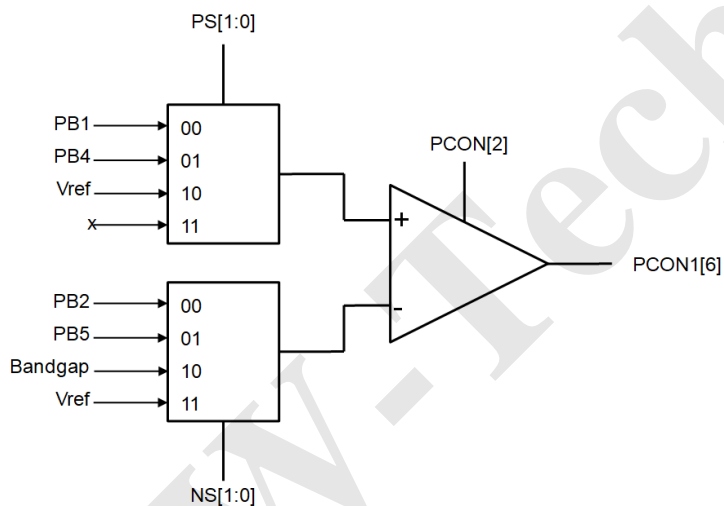 PS[1:0]
PB1
00
PB4
01
Vref
10
x
11
PCON[2]
+
-
PCON1[6]
PB2
00
PB5
01
Bandgap
10
Vref
11
NS[1:0]
W-Tech